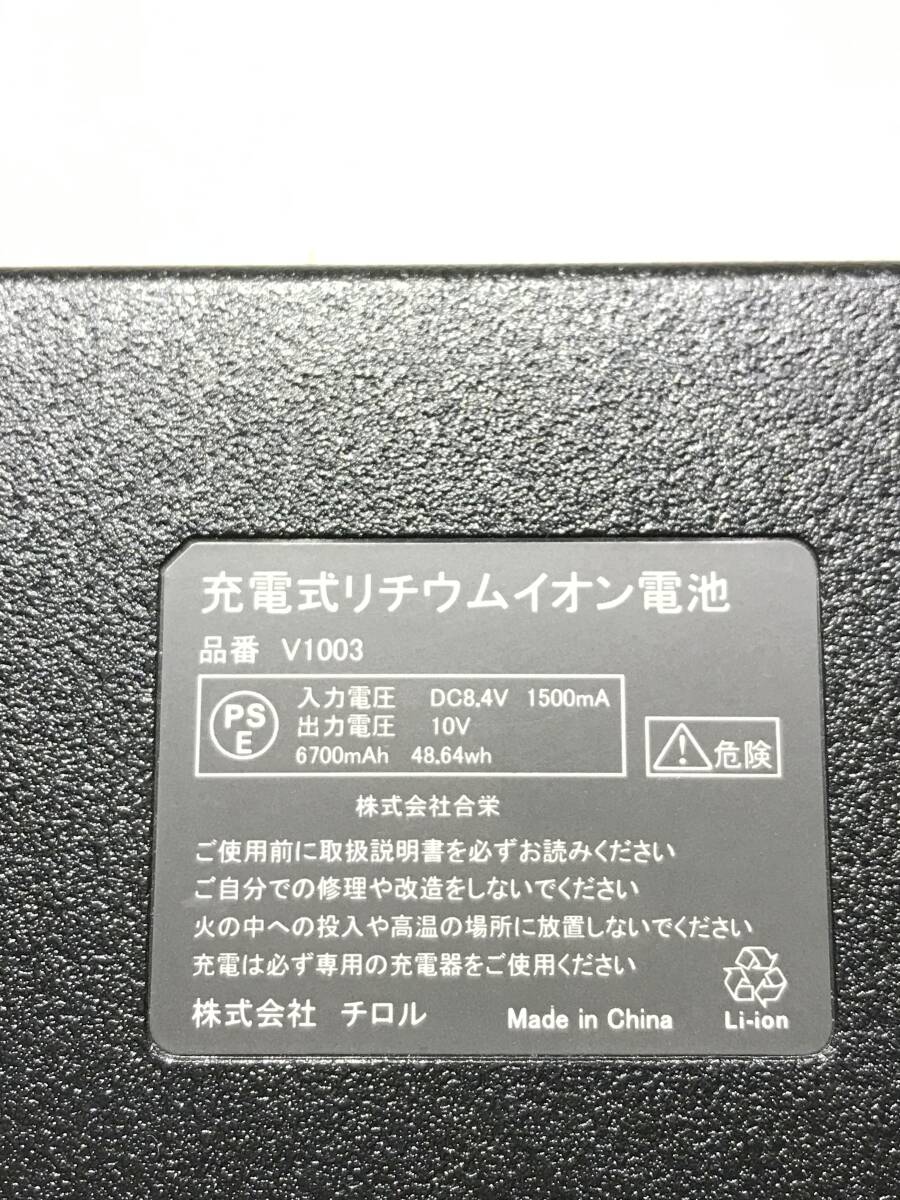 充電式リチウムイオン電池
品番 V1003
PSE
入力電圧 DC8.4V 1500mA
出力電圧 10V
6700mAh 48.64wh
危険
株式会社合栄
ご使用前に取扱説明書を必ずお読みください
ご自分での修理や改造をしないでください
火の中への投入や高温の場所に放置しないでください
充電は必ず専用の充電器をご使用ください
株式会社 チロル Made in China Li-ion